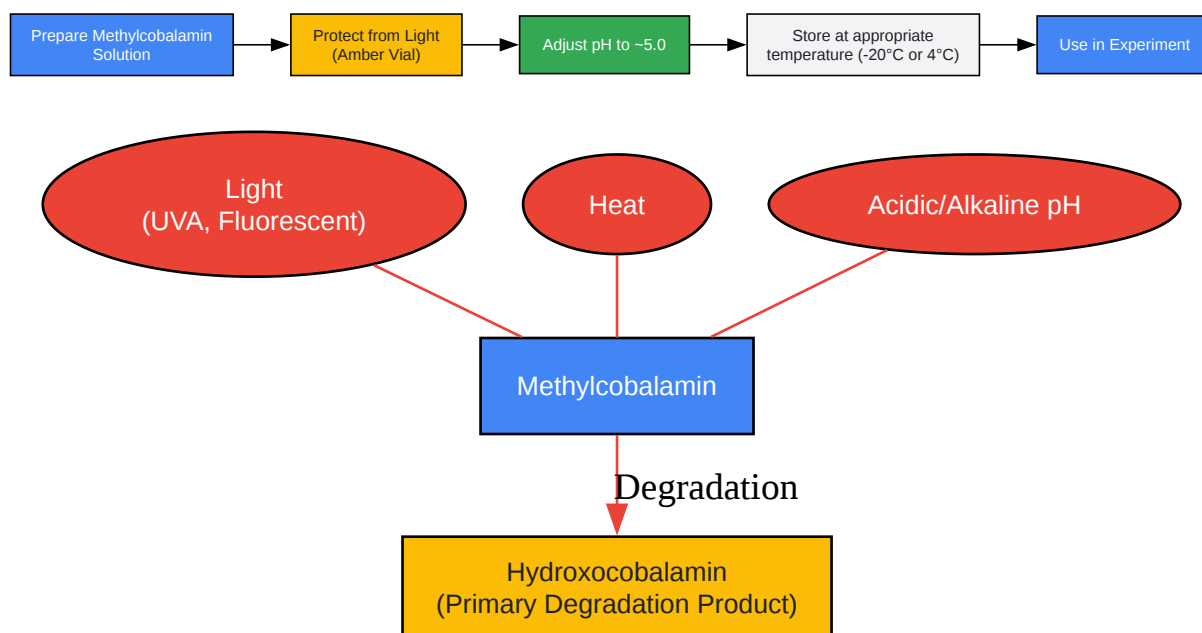 Prepare Methylcobalamin
Solution
Protect from Light
(Amber Vial)
Adjust pH to ~5.0
Store at appropriate
temperature (-20°C or 4°C)
Use in Experiment
Light
(UVA, Fluorescent)
Heat
Acidic/Alkaline pH
Methylcobalamin
Degradation
Hydroxocobalamin
(Primary Degradation Product)